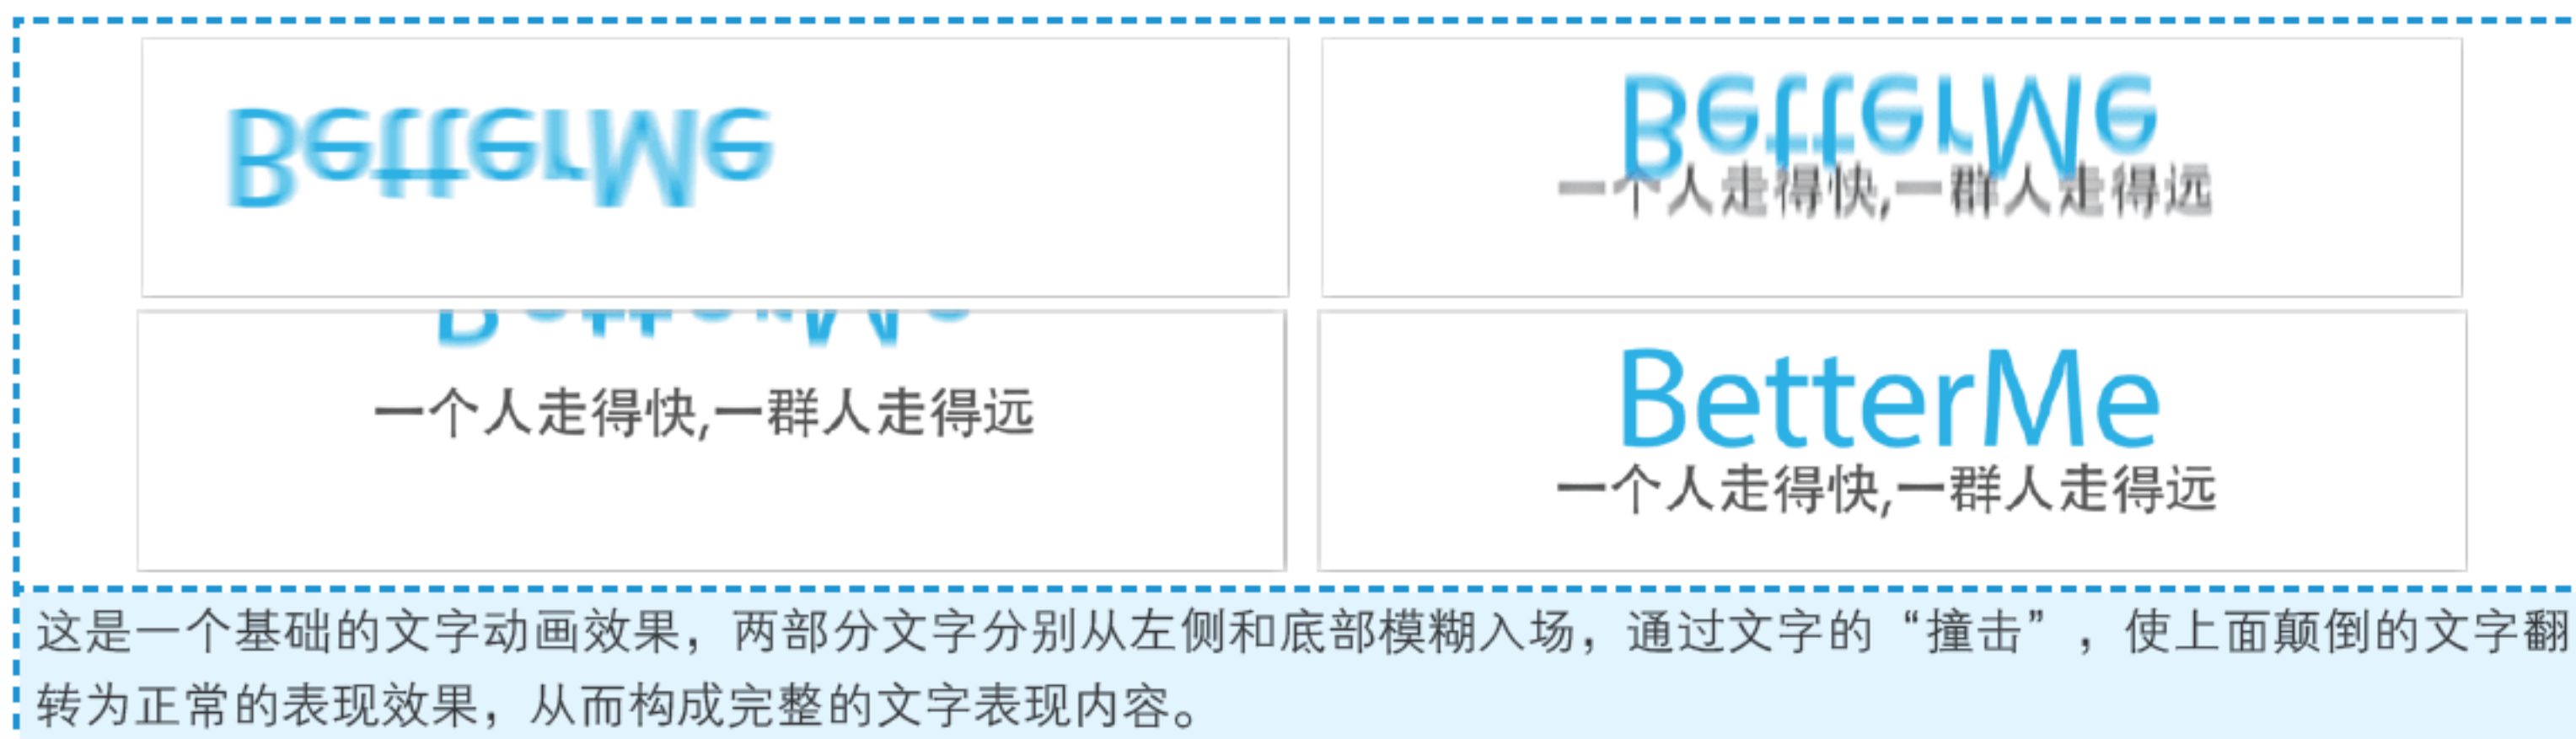 BetterMe
BetterMe
一个人走得快,一群人走得远
BetterMe
一个人走得快,一群人走得远
BetterMe
一个人走得快,一群人走得远
这是一个基础的文字动画效果，两部分文字分别从左侧和底部模糊入场，通过文字的“撞击”，使上面颠倒的文字翻
转为正常的表现效果，从而构成完整的文字表现内容。